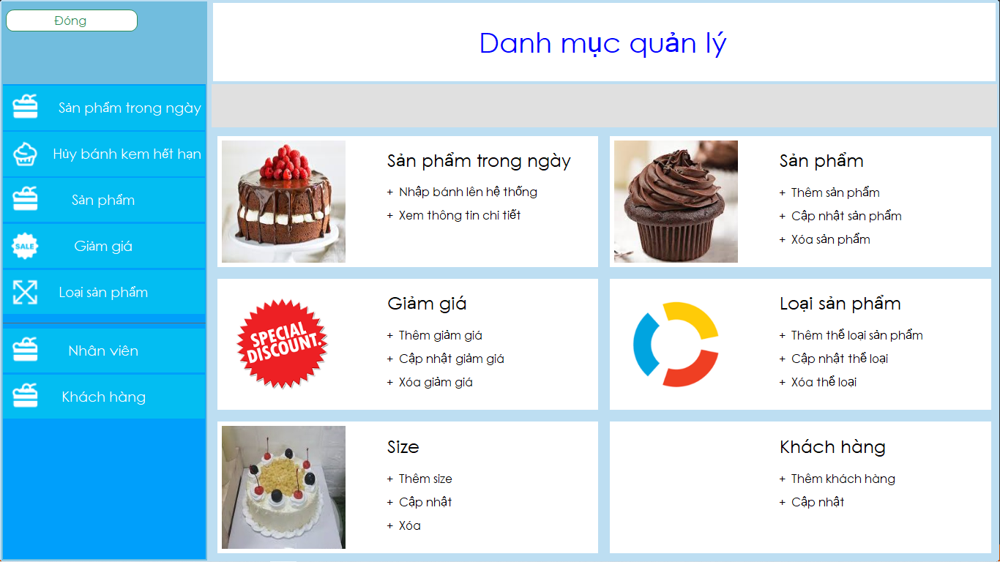 Đóng
Danh mục quản lý
Sản phẩm trong ngày
Hủy bánh kem hết hạn
Sản phẩm
SALE
Giảm giá
Loại sản phẩm
Nhân viên
Khách hàng
Sản phẩm trong ngày
+ Nhập bánh lên hệ thống
+ Xem thông tin chi tiết
Sản phẩm
+ Thêm sản phẩm
+ Cập nhật sản phẩm
+ Xóa sản phẩm
SPECIAL
DISCOUNT.
Giảm giá
+ Thêm giảm giá
+ Cập nhật giảm giá
+ Xóa giảm giá
Loại sản phẩm
+ Thêm thể loại sản phẩm
+ Cập nhật thể loại
+ Xóa thể loại
Size
+ Thêm size
+ Cập nhật
+ Xóa
Khách hàng
+ Thêm khách hàng
+ Cập nhật